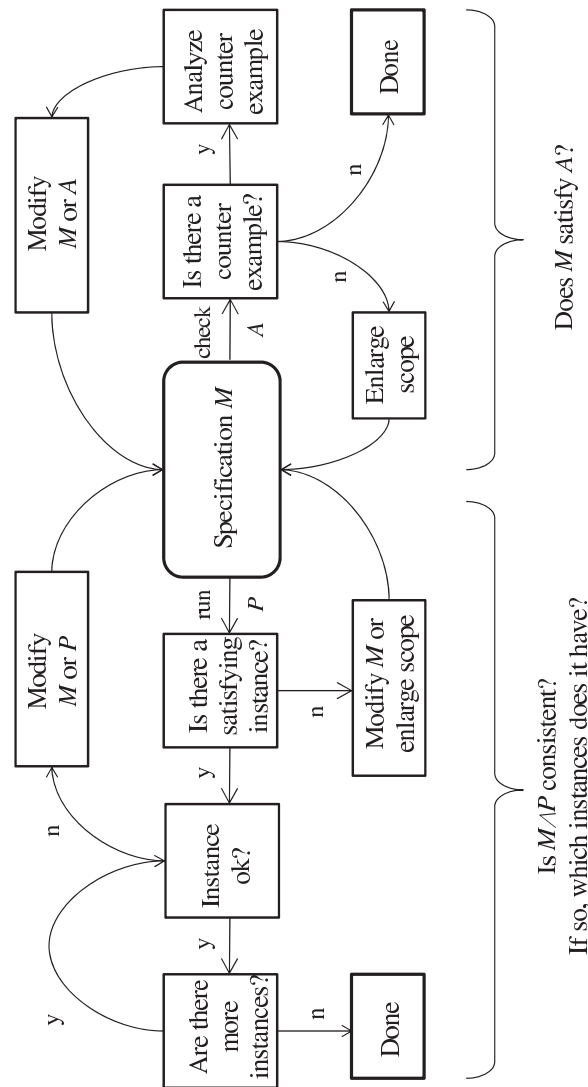 y
n
Modify
M or P
Modify
M or A
Are there
more
instances?
y
Instance
ok?
y
Is there a
satisfying
instance?
run
P
Specification M
check
A
Is there a
counter
example?
y
Analyze
counter
example
n
n
n
n
Done
Modify M or
enlarge scope
Enlarge
scope
Done
Is M∧P consistent?
If so, which instances does it have?
Does M satisfy A?